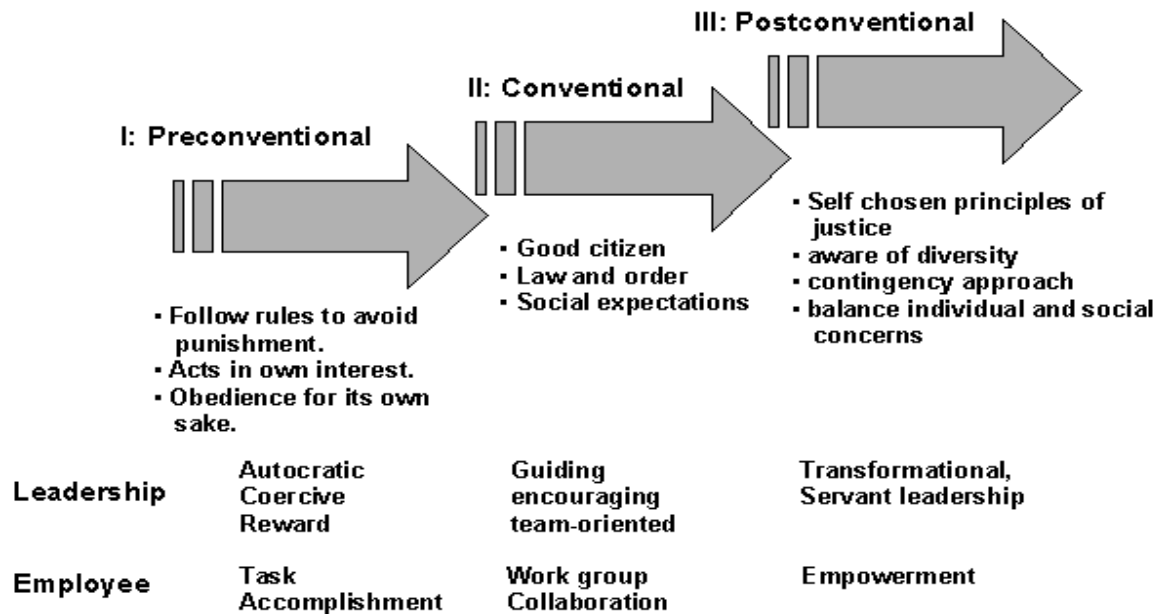 III: Postconventional
II: Conventional
I: Preconventional
▪ Follow rules to avoid
punishment.
▪ Acts in own interest.
▪ Obedience for its own
sake.
▪ Good citizen
▪ Law and order
▪ Social expectations
▪ Self chosen principles of
justice
▪ aware of diversity
▪ contingency approach
▪ balance individual and social
concerns
Leadership
Autocratic
Coercive
Reward
Guiding
encouraging
team-oriented
Transformational,
Servant leadership
Employee
Task
Accomplishment
Work group
Collaboration
Empowerment